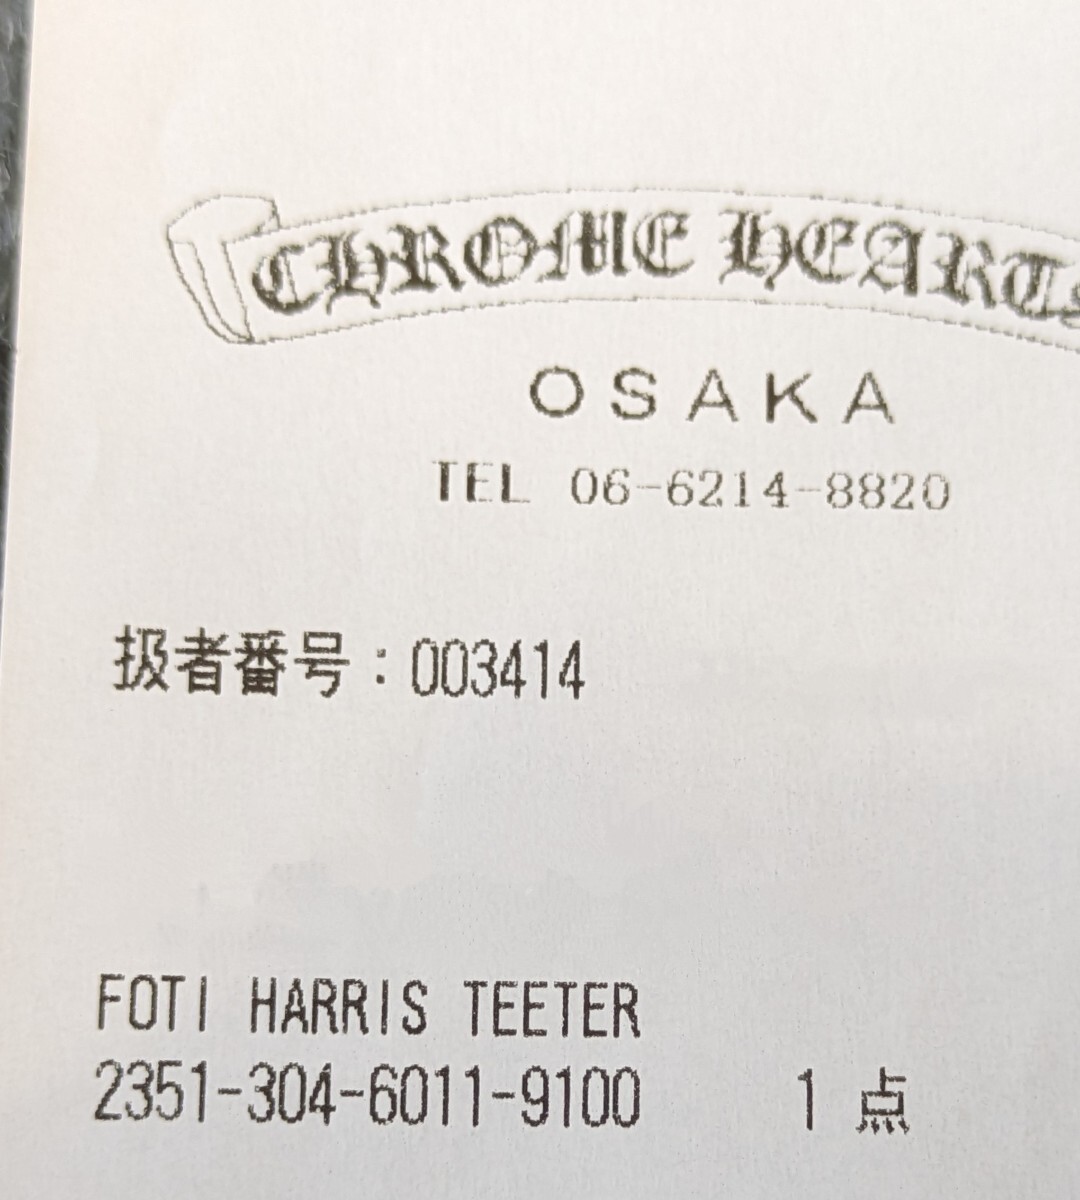 CHROME HEARTS
OSAKA
TEL 06-6214-8820
扱者番号:003414
FOTI HARRIS TEETER
2351-304-6011-9100 1 点